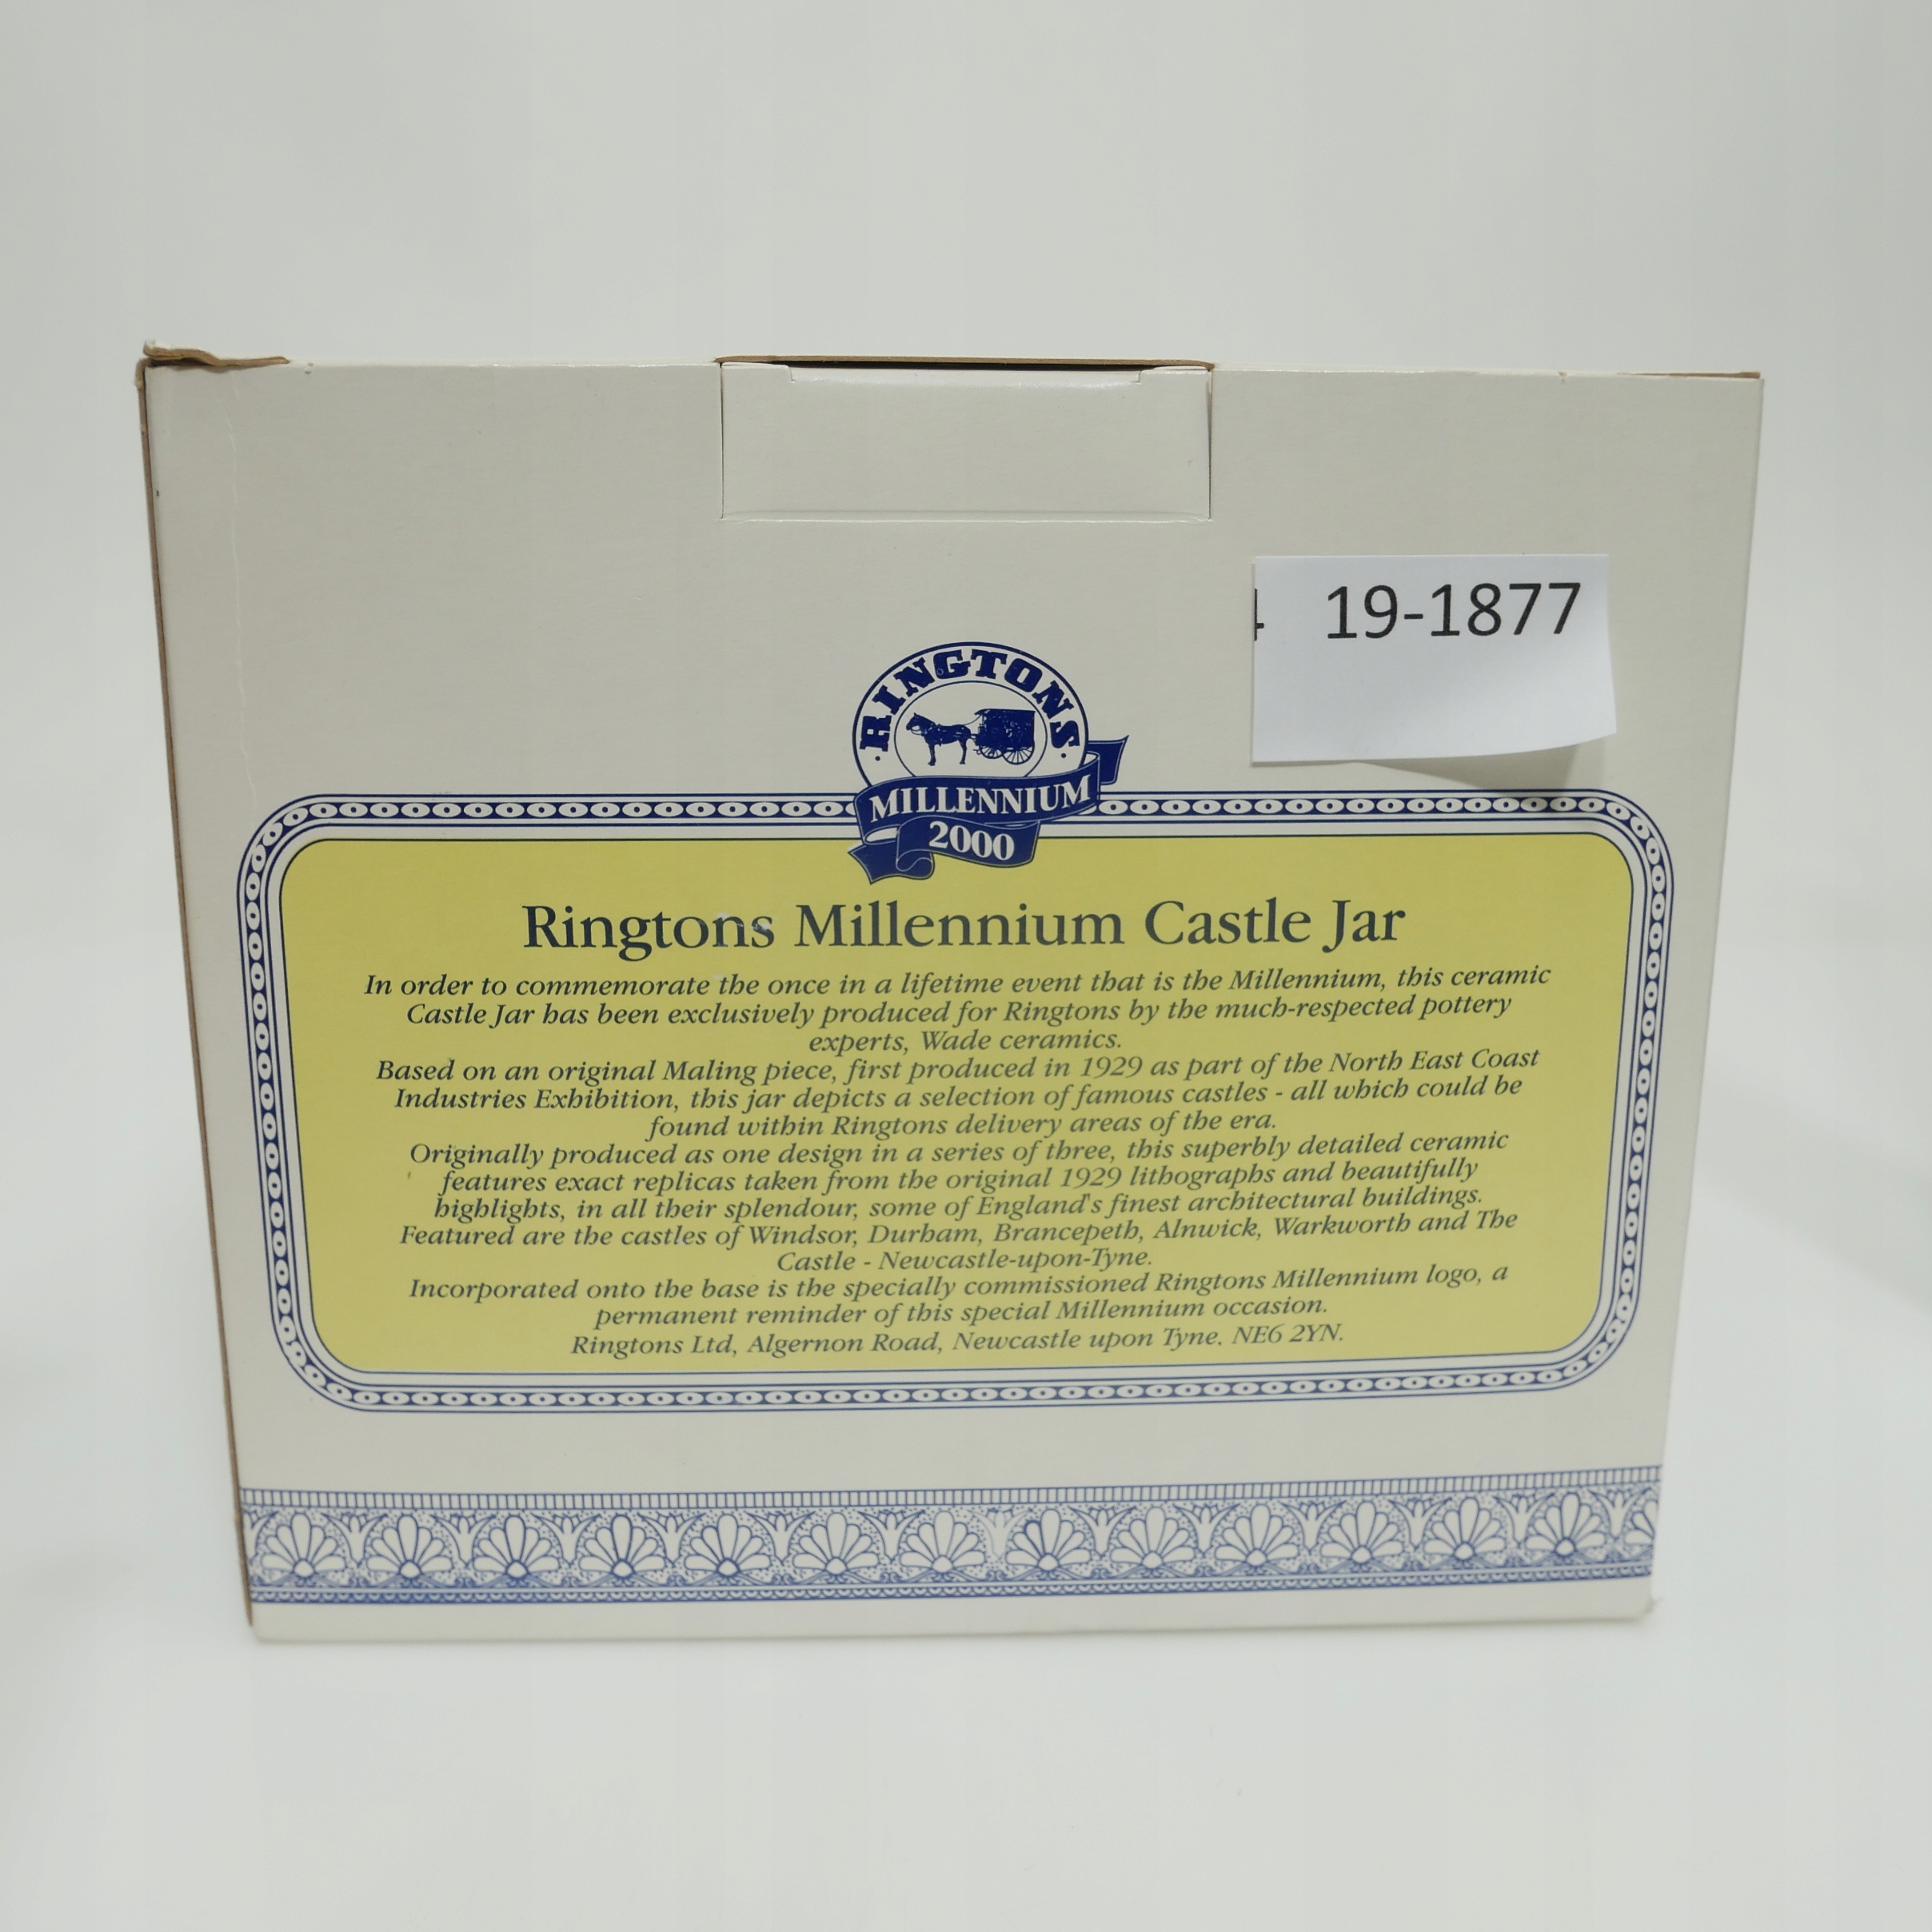 19-1877
RINGTONS
MILLENNIUM
2000
Ringtons Millennium Castle Jar
In order to commemorate the once in a lifetime event that is the Millennium, this ceramic
Castle Jar has been exclusively produced for Ringtons by the much-respected pottery
experts, Wade ceramics.
Based on an original Maling piece, first produced in 1929 as part of the North East Coast
Industries Exhibition, this jar depicts a selection of famous castles - all which could be
found within Ringtons delivery areas of the era.
Originally produced as one design in a series of three, this superbly detailed ceramic
features exact replicas taken from the original 1929 lithographs and beautifully
highlights, in all their splendour, some of England's finest architectural buildings.
Featured are the castles of Windsor, Durham, Brancepeth, Alnwick, Warkworth and The
Castle - Newcastle-upon-Tyne.
Incorporated onto the base is the specially commissioned Ringtons Millennium logo, a
permanent reminder of this special Millennium occasion.
Ringtons Ltd, Algernon Road, Newcastle upon Tyne. NE6 2YN.